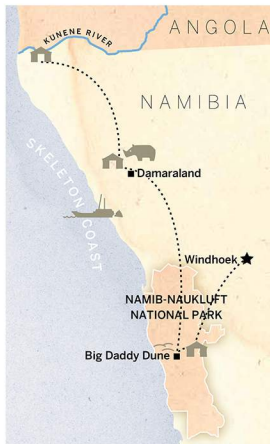 ANGOLA
KUNENE RIVER
NAMIBIA
SKELETON COAST
Damaraland
Windhoek
NAMIB-NAUKLUFT
NATIONAL PARK
Big Daddy Dune